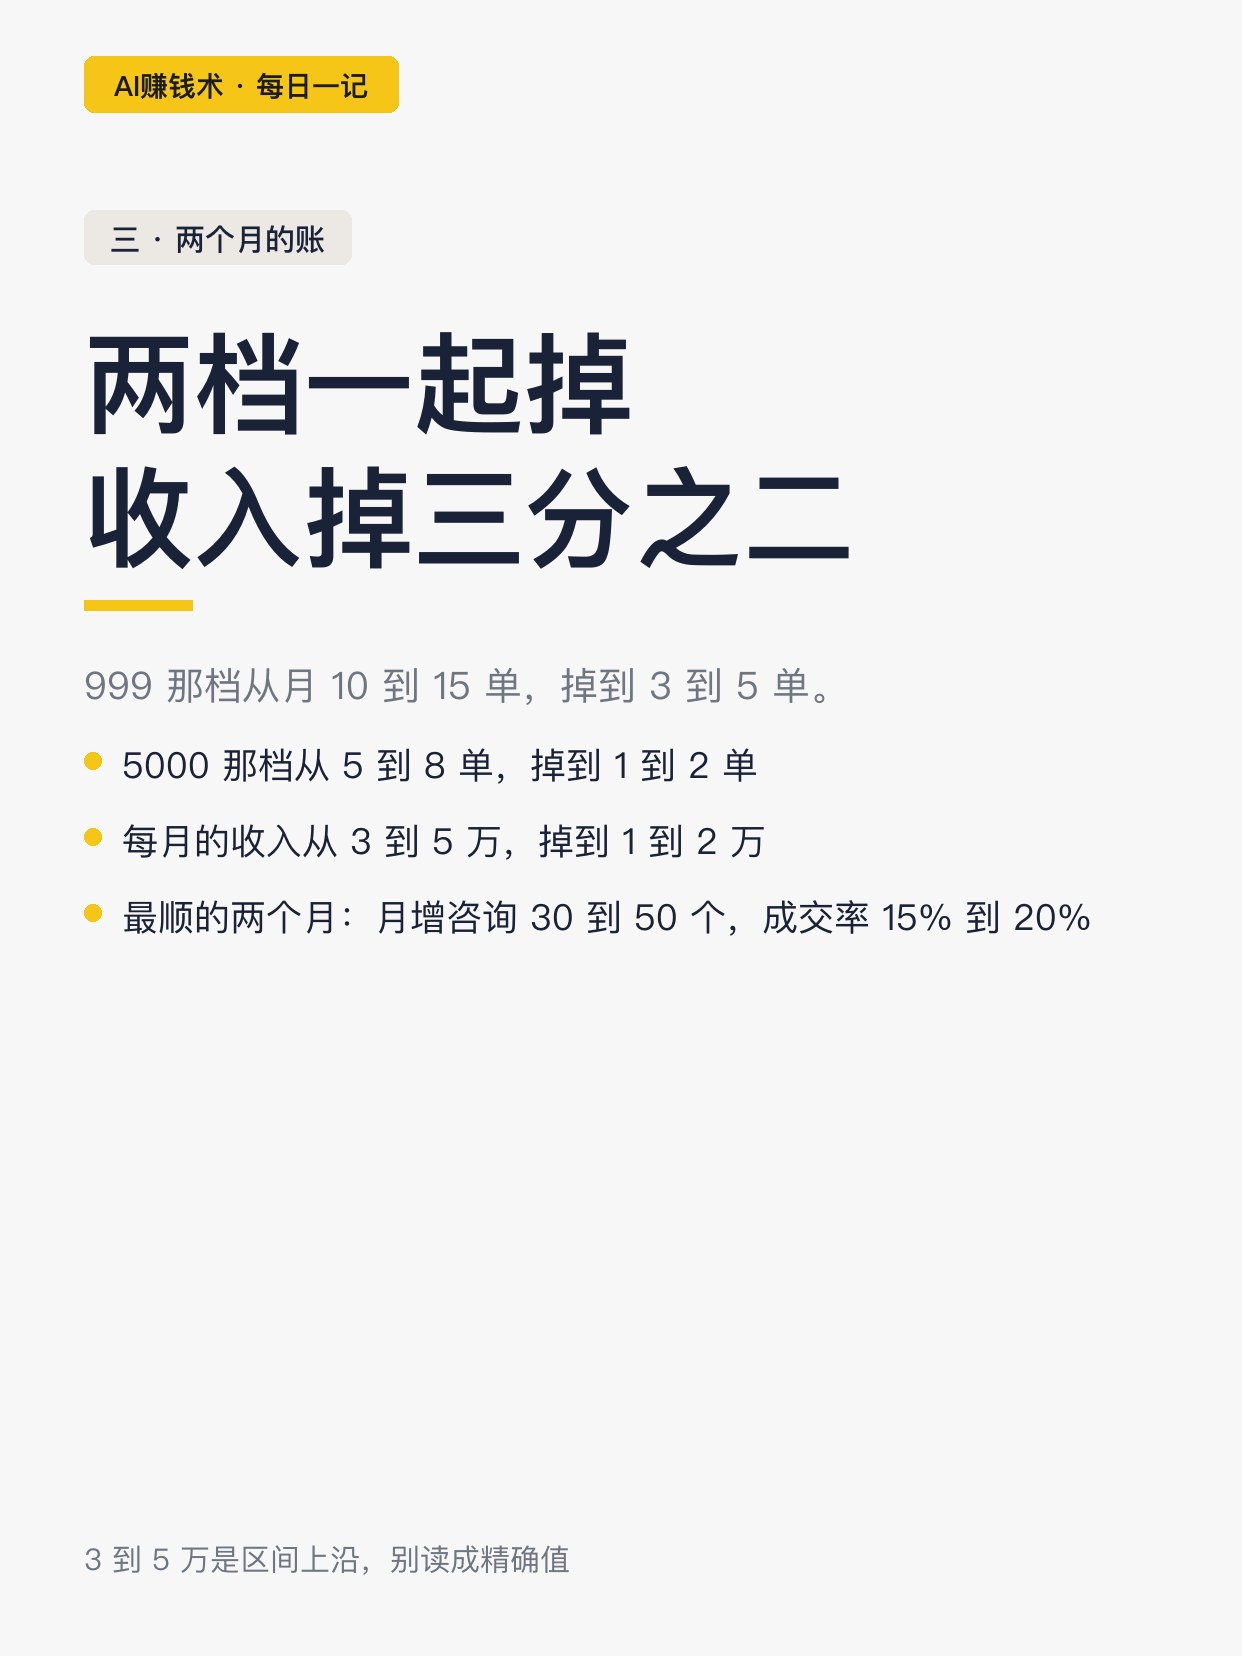 AI赚钱术 · 每日一记
三 · 两个月的账
两档一起掉
收入掉三分之二
999 那档从月 10 到 15 单，掉到 3 到 5 单。
5000 那档从 5 到 8 单，掉到 1 到 2 单
每月的收入从 3 到 5 万，掉到 1 到 2 万
最顺的两个月：月增咨询 30 到 50 个，成交率 15% 到 20%
3 到 5 万是区间上沿，别读成精确值